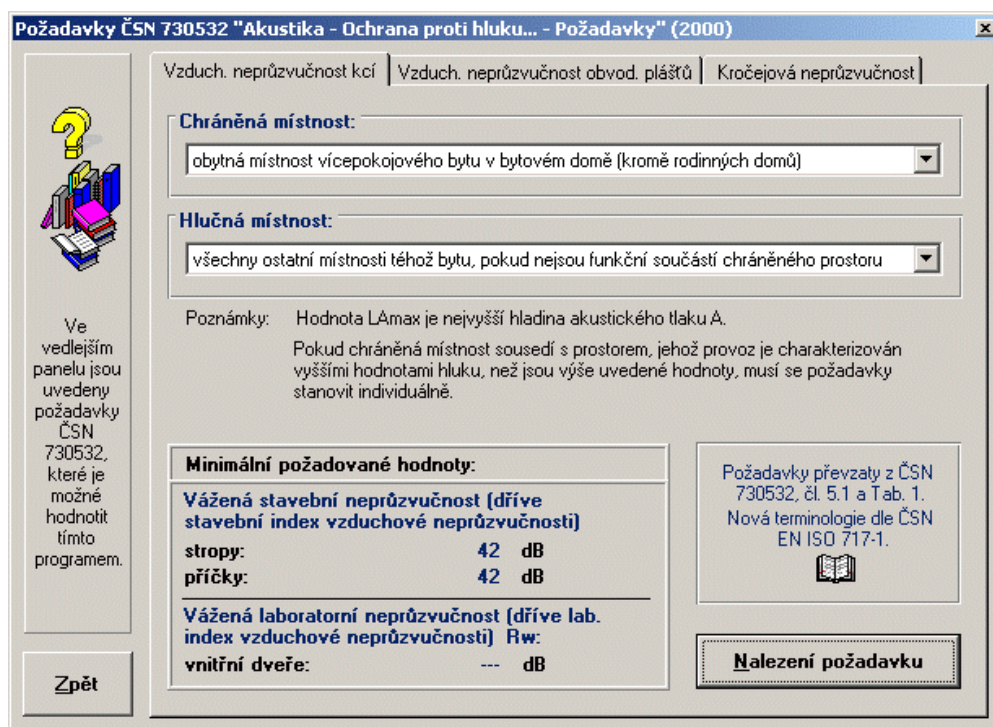 Požadavky ČSN 730532 "Akustika - Ochrana proti hluku... - Požadavky" (2000)
Vzduch. neprůzvučnost kcí
Vzduch. neprůzvučnost obvod. plášťů
Kročejová neprůzvučnost
Ve
vedlejším
panelu jsou
uvedeny
požadavky
ČSN
730532,
které je
možné
hodnotit
tímto
programem.
Zpět
Chráněná místnost:
obytná místnost vícepokojového bytu v bytovém domě (kromě rodinných domů)
Hlučná místnost:
všechny ostatní místnosti téhož bytu, pokud nejsou funkční součástí chráněného prostoru
Poznámky: Hodnota LAmax je nejvyšší hladina akustického tlaku A.
Pokud chráněná místnost sousedí s prostorem, jehož provoz je charakterizován
vyššími hodnotami hluku, než jsou výše uvedené hodnoty, musí se požadavky
stanovit individuálně.
Minimální požadované hodnoty:
Vážená stavební neprůzvučnost (dříve
stavební index vzduchové neprůzvučnosti)
stropy: 42 dB
příčky: 42 dB
Vážená laboratorní neprůzvučnost (dříve lab.
index vzduchové neprůzvučnosti) Rw:
vnitřní dveře: --- dB
Požadavky převzaty z ČSN
730532, čl. 5.1 a Tab. 1.
Nová terminologie dle ČSN
EN ISO 717-1.
Nalezení požadavku